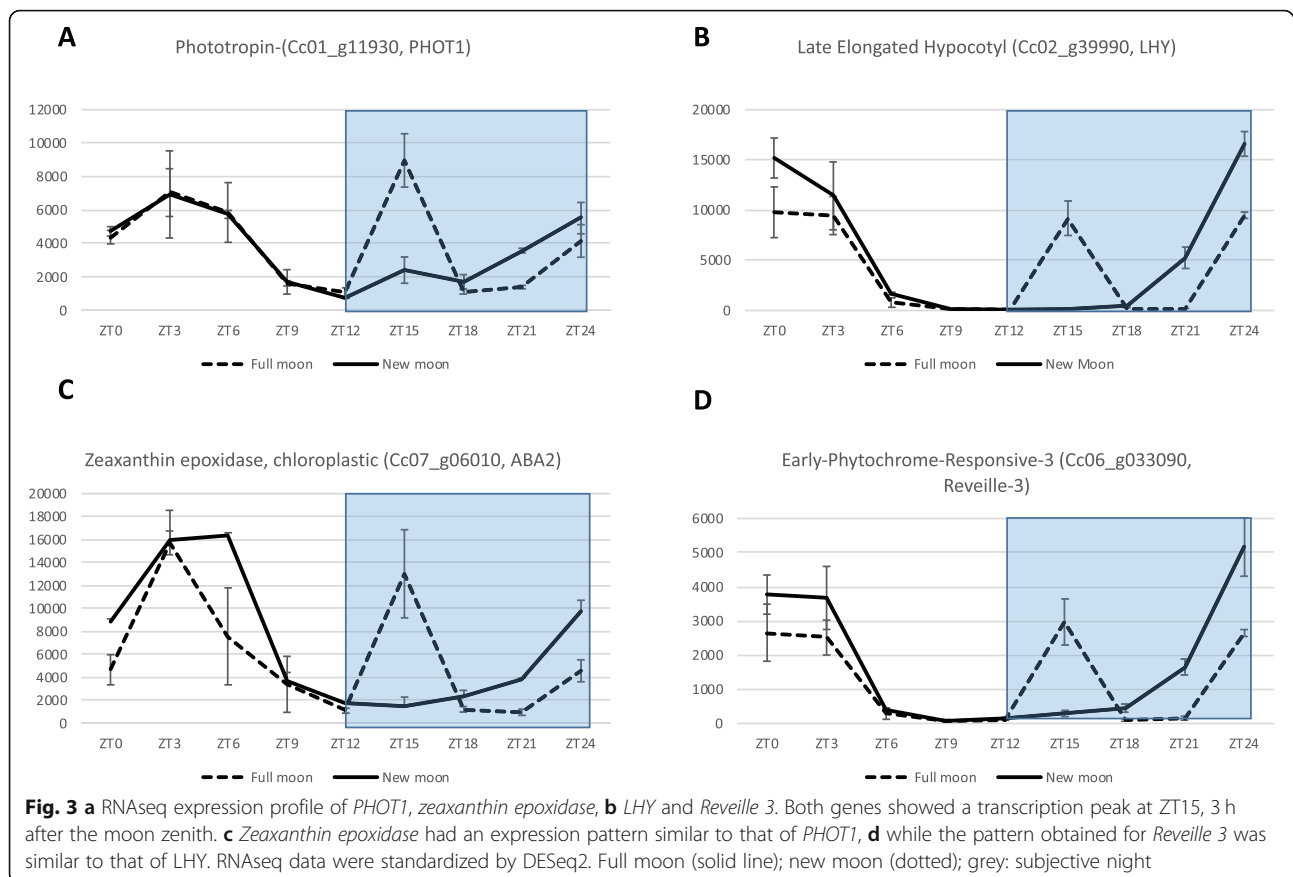 A
Phototropin-(Cc01_g11930, PHOT1)
12000
10000
8000
6000
4000
2000
0
ZT0 ZT3 ZT6 ZT9 ZT12 ZT15 ZT18 ZT21 ZT24
Full moon New moon
B
Late Elongated Hypocotyl (Cc02_g39990, LHY)
20000
15000
10000
5000
0
ZT0 ZT3 ZT6 ZT9 ZT12 ZT15 ZT18 ZT21 ZT24
Full moon New Moon
C
Zeaxanthin epoxidase, chloroplastic (Cc07_g06010, ABA2)
20000
18000
16000
14000
12000
10000
8000
6000
4000
2000
0
ZT0 ZT3 ZT6 ZT9 ZT12 ZT15 ZT18 ZT21 ZT24
Full moon New moon
D
Early-Phytochrome-Responsive-3 (Cc06_g033090,
Reveille-3)
6000
5000
4000
3000
2000
1000
0
ZT0 ZT3 ZT6 ZT9 ZT12 ZT15 ZT18 ZT21 ZT24
Full moon New moon
Fig. 3 a RNAseq expression profile of PHOT1, zeaxanthin epoxidase, b LHY and Reveille 3. Both genes showed a transcription peak at ZT15, 3 h
after the moon zenith. c Zeaxanthin epoxidase had an expression pattern similar to that of PHOT1, d while the pattern obtained for Reveille 3 was
similar to that of LHY. RNAseq data were standardized by DESeq2. Full moon (solid line); new moon (dotted); grey: subjective night